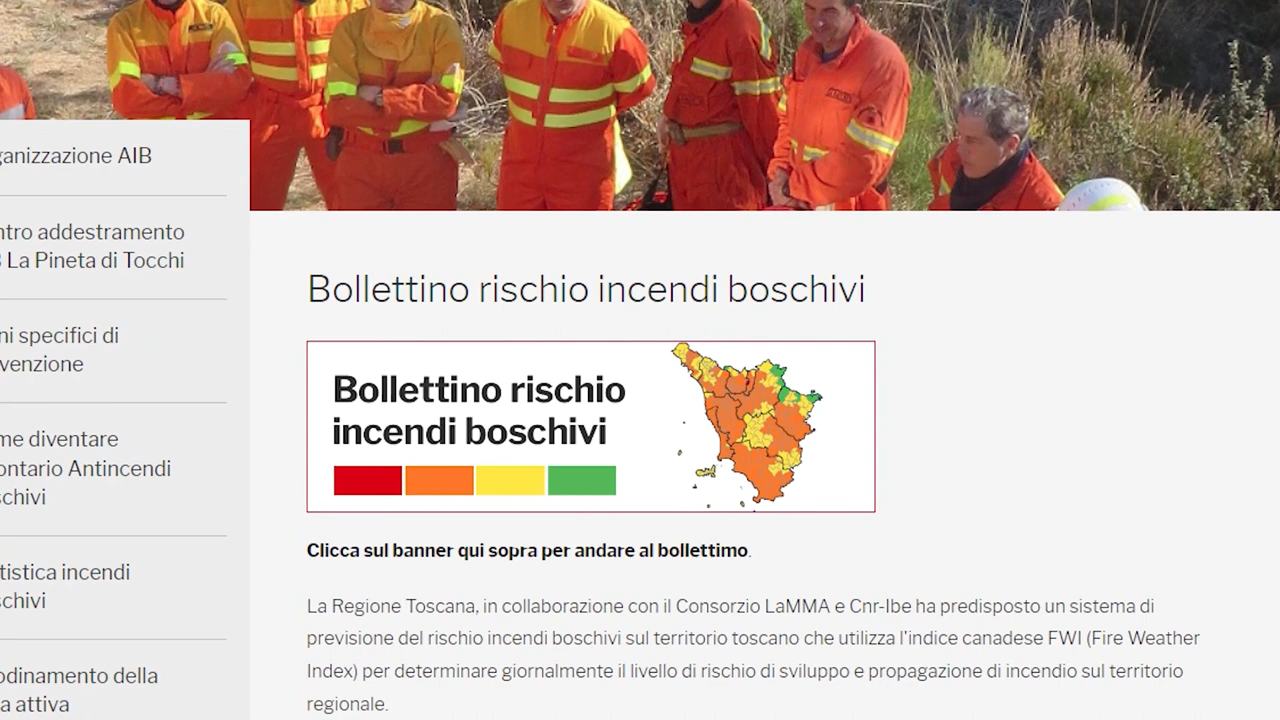 ganizzazione AIB
ntro addestramento
La Pineta di Tocchi
ni specifici di
venzione
me diventare
ontario Antincendi
schivi
tistica incendi
schivi
odinamento della
a attiva
Bollettino rischio incendi boschivi
Bollettino rischio
incendi boschivi
Clicca sul banner qui sopra per andare al bollettimo.
La Regione Toscana, in collaborazione con il Consorzio LaMMA e Cnr-Ibe ha predisposto un sistema di
previsione del rischio incendi boschivi sul territorio toscano che utilizza l'indice canadese FWI (Fire Weather
Index) per determinare giornalmente il livello di rischio di sviluppo e propagazione di incendio sul territorio
regionale.